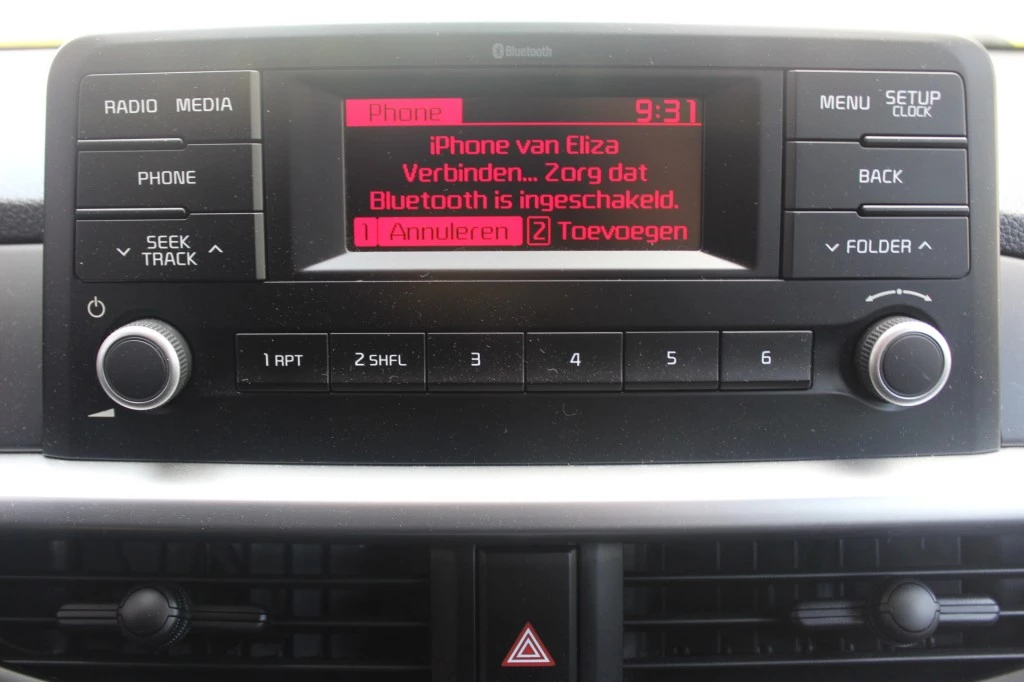 Bluetooth
RADIO MEDIA
PHONE
SEEK
TRACK
Phone 9:31
iPhone van Eliza
Verbinden... Zorg dat
Bluetooth is ingeschakeld.
1 Annuleren 2 Toevoegen
MENU SETUP
CLOCK
BACK
FOLDER
1 RPT 2 SHFL 3 4 5 6